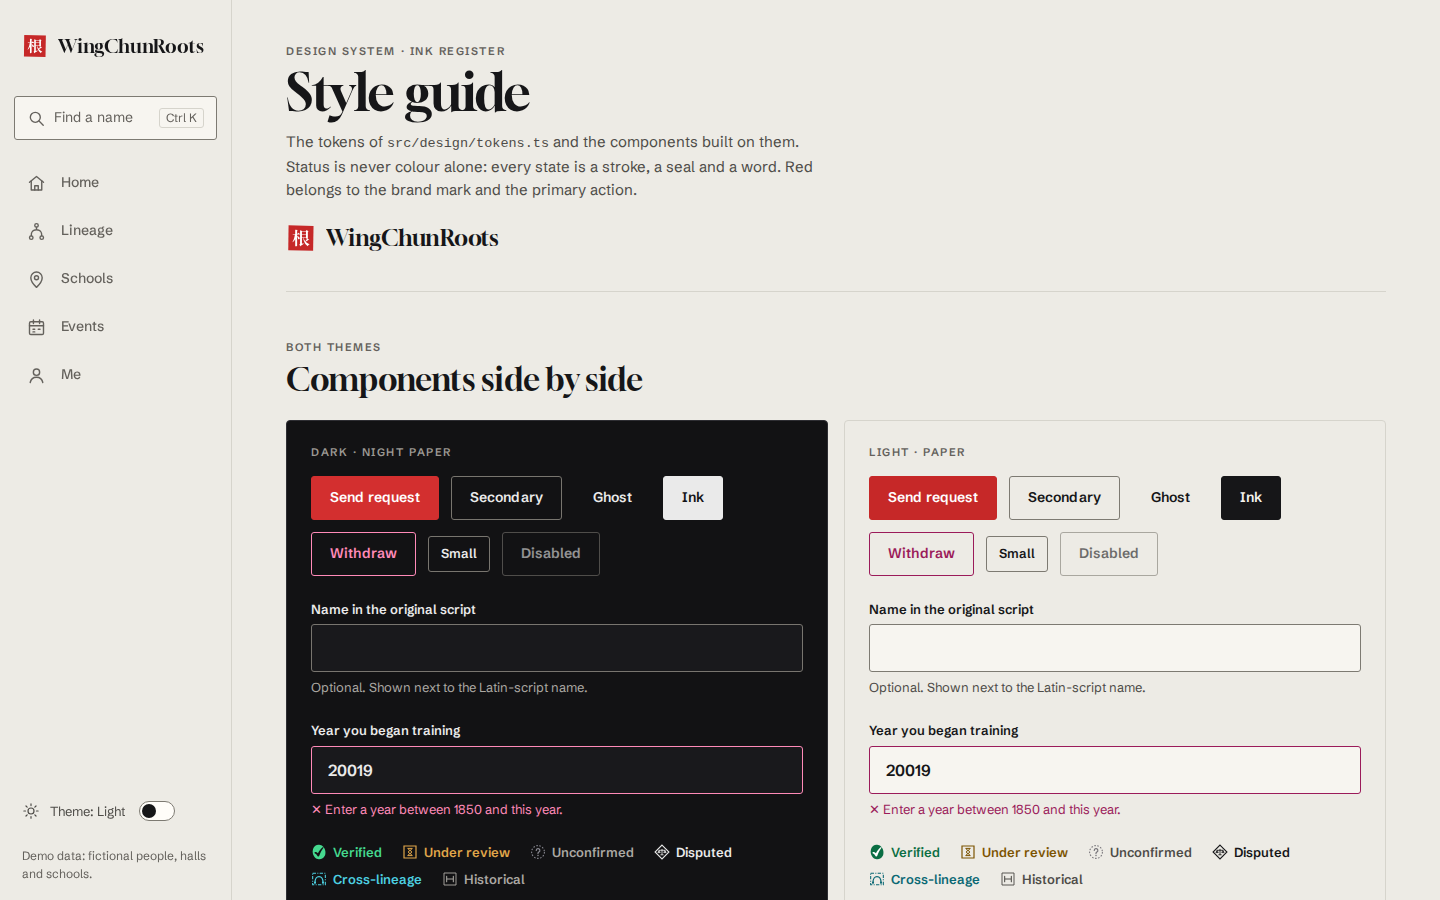 根 WingChunRoots
Find a name Ctrl K
Home
Lineage
Schools
Events
Me
Theme: Light
Demo data: fictional people, halls
and schools.
DESIGN SYSTEM · INK REGISTER
Style guide
The tokens of src/design/tokens.ts and the components built on them.
Status is never colour alone: every state is a stroke, a seal and a word. Red
belongs to the brand mark and the primary action.
根 WingChunRoots
BOTH THEMES
Components side by side
DARK · NIGHT PAPER
Send request Secondary Ghost Ink
Withdraw Small Disabled
Name in the original script
Optional. Shown next to the Latin-script name.
Year you began training
20019
✕ Enter a year between 1850 and this year.
Verified Under review Unconfirmed Disputed
Cross-lineage Historical
LIGHT · PAPER
Send request Secondary Ghost Ink
Withdraw Small Disabled
Name in the original script
Optional. Shown next to the Latin-script name.
Year you began training
20019
✕ Enter a year between 1850 and this year.
Verified Under review Unconfirmed Disputed
Cross-lineage Historical